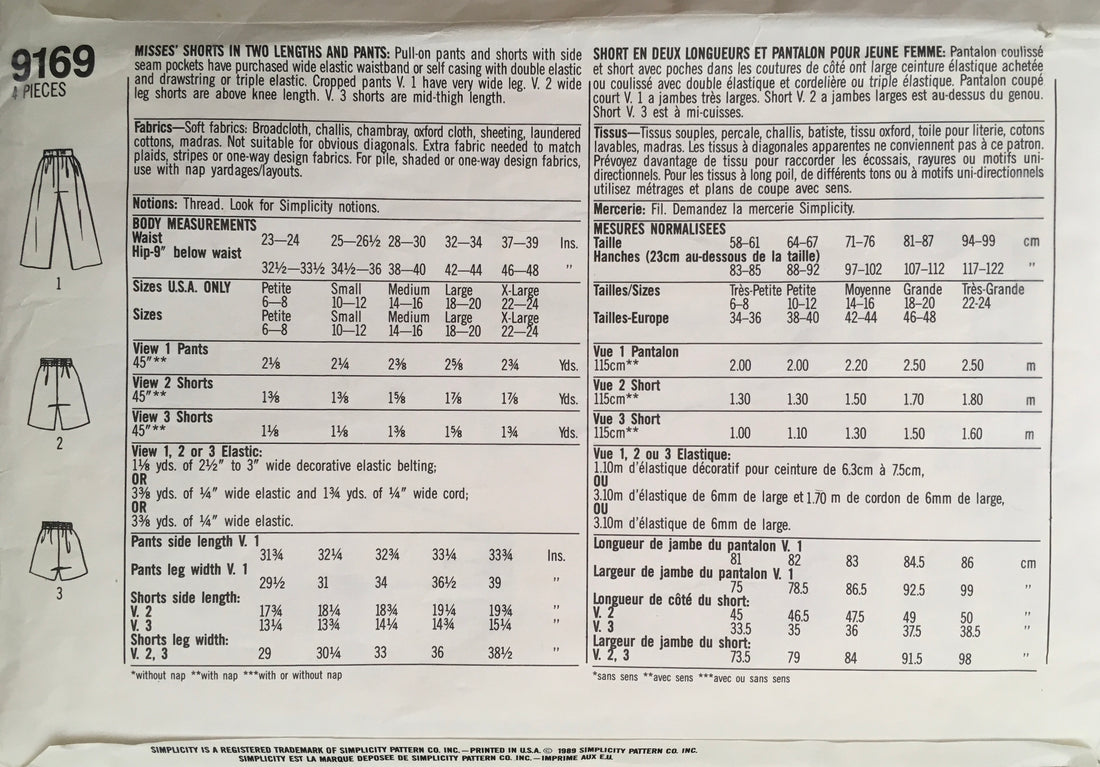 9169
4 PIECES
1
2
3
MISSES' SHORTS IN TWO LENGTHS AND PANTS: Pull-on pants and shorts with side
seam pockets have purchased wide elastic waistband or self casing with double elastic
and drawstring or triple elastic. Cropped pants V. 1 have very wide leg. V. 2 wide
leg shorts are above knee length. V. 3 shorts are mid-thigh length.
Fabrics—Soft fabrics: Broadcloth, challis, chambray, oxford cloth, sheeting, laundered
cottons, madras. Not suitable for obvious diagonals. Extra fabric needed to match
plaids, stripes or one-way design fabrics. For pile, shaded or one-way design fabrics,
use with nap yardages/layouts.
Notions: Thread. Look for Simplicity notions.
BODY MEASUREMENTS
Waist 23—24 25—26½ 28—30 32—34 37—39 Ins.
Hip-9" below waist
32½—33½ 34½—36 38—40 42—44 46—48 "
Sizes U.S.A. ONLY Petite Small Medium Large X-Large
6—8 10—12 14—16 18—20 22—24
Sizes Petite Small Medium Large X-Large
6—8 10—12 14—16 18—20 22—24
View 1 Pants
45"** 2⅛ 2¼ 2⅜ 2⅝ 2¾ Yds.
View 2 Shorts
45"** 1⅜ 1⅜ 1⅝ 1⅞ 1⅞ Yds.
View 3 Shorts
45"** 1⅛ 1⅛ 1⅜ 1⅝ 1¾ Yds.
View 1, 2 or 3 Elastic:
1⅛ yds. of 2½" to 3" wide decorative elastic belting;
OR
3⅜ yds. of ¼" wide elastic and 1¾ yds. of ¼" wide cord;
OR
3⅜ yds. of ¼" wide elastic.
Pants side length V. 1
31¾ 32¼ 32¾ 33¼ 33¾ Ins.
Pants leg width V. 1
29½ 31 34 36½ 39 "
Shorts side length:
V. 2 17¾ 18¼ 18¾ 19¼ 19¾ "
V. 3 13¼ 13¾ 14¼ 14¾ 15¼ "
Shorts leg width:
V. 2, 3 29 30¼ 33 36 38½ "
*without nap **with nap ***with or without nap
SHORT EN DEUX LONGUEURS ET PANTALON POUR JEUNE FEMME: Pantalon coulissé
et short avec poches dans les coutures de côté ont large ceinture élastique achetée
ou coulissé avec double élastique et cordelière ou triple élastique. Pantalon coupé
court V. 1 a jambes très larges. Short V. 2 a jambes larges est au-dessus du genou.
Short V. 3 est à mi-cuisses.
Tissus—Tissus souples, percale, challis, batiste, tissu oxford, toile pour literie, cotons
lavables, madras. Les tissus à diagonales apparentes ne conviennent pas à ce patron.
Prévoyez davantage de tissu pour raccorder les écossais, rayures ou motifs uni-
directionnels. Pour les tissus à long poil, de différents tons ou à motifs uni-directionnels
utilisez métrages et plans de coupe avec sens.
Mercerie: Fil. Demandez la mercerie Simplicity.
MESURES NORMALISEES
Taille 58–61 64–67 71–76 81–87 94–99 cm
Hanches (23cm au-dessous de la taille)
83–85 88–92 97–102 107–112 117–122 "
Tailles/Sizes Très-Petite Petite Moyenne Grande Très-Grande
6–8 10–12 14–16 18–20 22-24
Tailles-Europe 34–36 38–40 42–44 46–48
Vue 1 Pantalon
115cm** 2.00 2.00 2.20 2.50 2.50 m
Vue 2 Short
115cm** 1.30 1.30 1.50 1.70 1.80 m
Vue 3 Short
115cm** 1.00 1.10 1.30 1.50 1.60 m
Vue 1, 2 ou 3 Elastique:
1.10m d'élastique décoratif pour ceinture de 6.3cm à 7.5cm,
OU
3.10m d'élastique de 6mm de large et 1.70 m de cordon de 6mm de large,
OU
3.10m d'élastique de 6mm de large.
Longueur de jambe du pantalon V. 1
81 82 83 84.5 86 cm
Largeur de jambe du pantalon V. 1
75 78.5 86.5 92.5 99 "
Longueur de côté du short:
V. 2 45 46.5 47.5 49 50 "
V. 3 33.5 35 36 37.5 38.5 "
Largeur de jambe du short:
V. 2, 3 73.5 79 84 91.5 98 "
*sans sens **avec sens ***avec ou sans sens
SIMPLICITY IS A REGISTERED TRADEMARK OF SIMPLICITY PATTERN CO. INC.—PRINTED IN U.S.A. © 1989 SIMPLICITY PATTERN CO. INC.
SIMPLICITY EST LA MARQUE DEPOSEE DE SIMPLICITY PATTERN CO. INC.—IMPRIME AUX E.U.